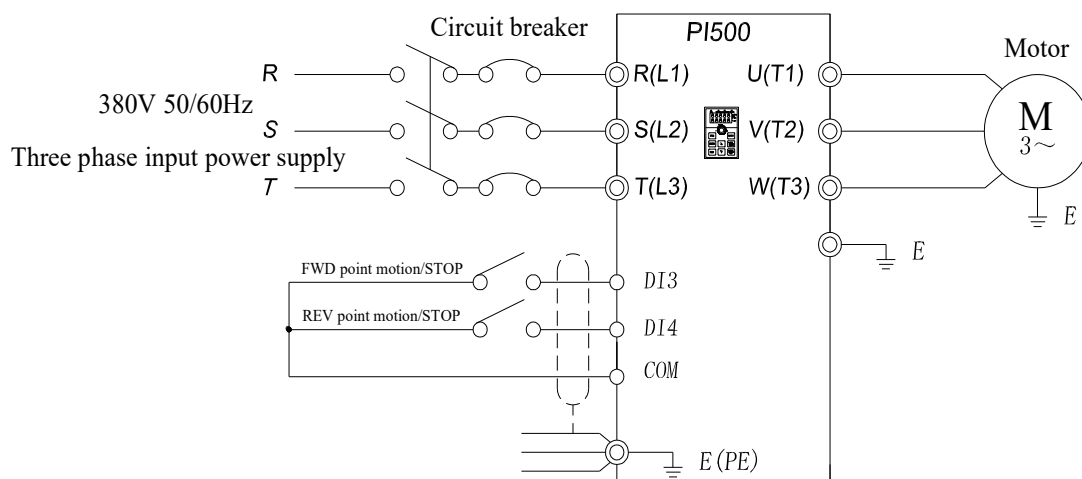 Circuit breaker
PI500
Motor
R
R(L1)
U(T1)
380V 50/60Hz
S
S(L2)
V(T2)
M
3~
Three phase input power supply
T
T(L3)
W(T3)
E
E
FWD point motion/STOP
DI3
REV point motion/STOP
DI4
COM
E(PE)